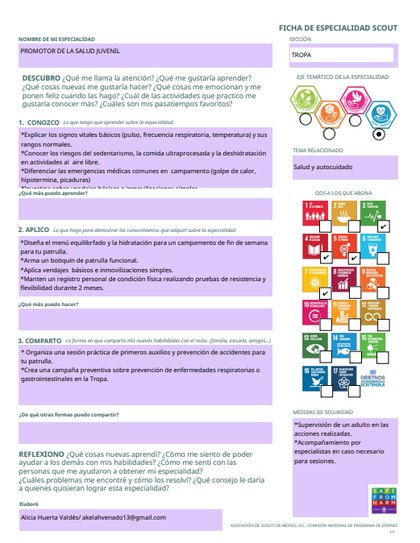 FICHA DE ESPECIALIDAD SCOUT
NOMBRE DE MI ESPECIALIDAD
PROMOTOR DE LA SALUD JUVENIL
SECCIÓN
TROPA
DESCUBRO ¿Qué me llama la atención? ¿Qué me gustaría aprender?
¿Qué cosas nuevas me gustaría hacer? ¿Qué cosas me emocionan y me
ponen feliz cuando las hago? ¿Cuál de las actividades que practico me
gustaría conocer más? ¿Cuáles son mis pasatiempos favoritos?
EJE TEMÁTICO DE LA ESPECIALIDAD
1. CONOZCO Lo que tengo que aprender sobre la especialidad.
*Explicar los signos vitales básicos (pulso, frecuencia respiratoria, temperatura) y sus
rangos normales.
*Conocer los riesgos del sedentarismo, la comida ultraprocesada y la deshidratación
en actividades al aire libre.
*Diferenciar las emergencias médicas comunes en campamento (golpe de calor,
hipotermina, picaduras)
¿Qué más puedo aprender?
TEMA RELACIONADO
Salud y autocuidado
ODS A LOS QUE ABONA
2. APLICO Lo que hago para demostrar los conocimientos que adquirí sobre la especialidad.
*Diseña el menú equilibrfado y la hidratación para un campamento de fin de semana
para tu patrulla.
*Arma un botiquín de patrulla funcional.
*Aplica vendajes básicos e inmovilizaciones simples.
*Manten un registro personal de condición física realizando pruebas de resistencia y
flexibilidad durante 2 meses.
¿Qué más puedo hacer?
3. COMPARTO La forma en que comparto mis nuevas habilidades con el resto. (familia, escuela, amigos...)
* Organiza una sesión práctica de primeros auxilios y prevención de accidentes para
tu patrulla.
*Crea una campaña preventiva sobre prevención de enfermedades respiratorias o
gastrointestinales en la Tropa.
¿De qué otras formas puedo compartir?
MEDIDAS DE SEGURIDAD
*Supervisión de un adulto en las
acciones realizadas.
*Acompañamiento por
especialistas en caso necesario
para sesiones.
REFLEXIONO ¿Qué cosas nuevas aprendí? ¿Cómo me siento de poder
ayudar a los demás con mis habilidades? ¿Cómo me sentí con las
personas que me ayudaron a obtener mi especialidad?
¿Cuáles problemas me encontré y cómo los resolví? ¿Qué consejo le daría
a quienes quisieran lograr esta especialidad?
SAFE
FROM
HARM
Elaboró
Alicia Huerta Valdés/ akelahvenado13@gmail.com
ASOCIACIÓN DE SCOUTS DE MÉXICO, A.C., COMISIÓN NACIONAL DE PROGRAMA DE JÓVENES